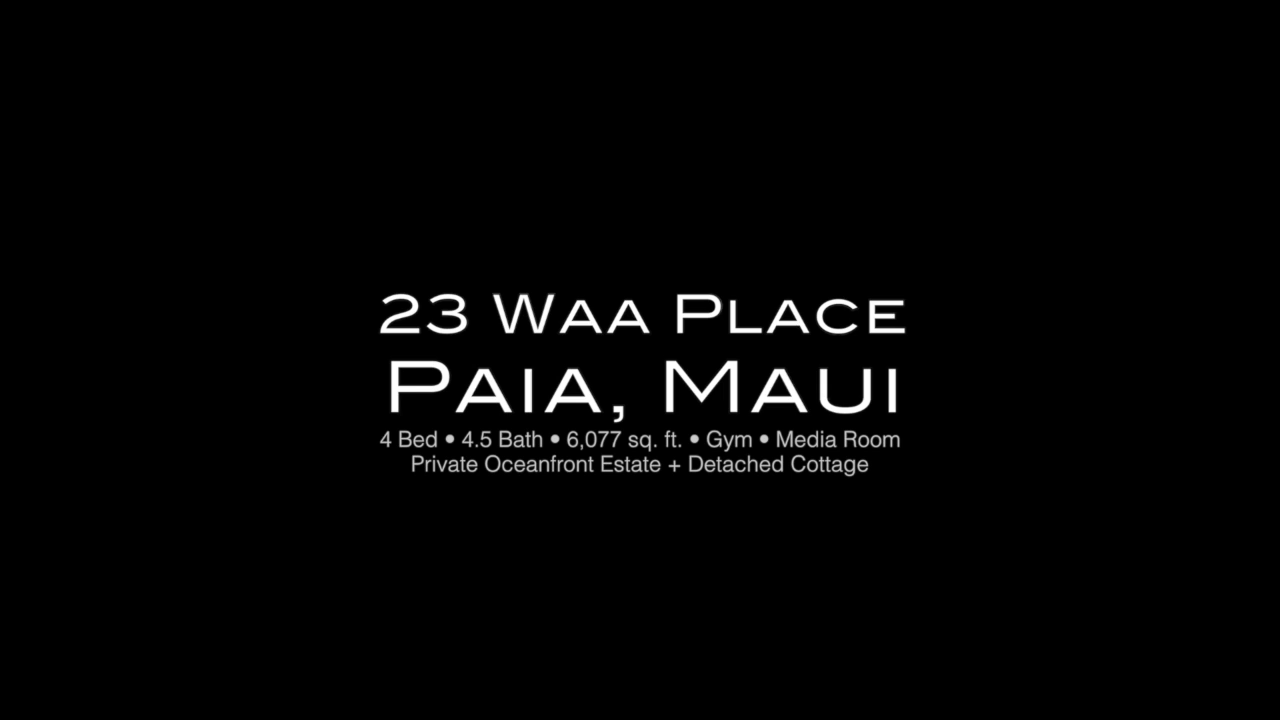 23 Waa Place
Paia, Maui
4 Bed • 4.5 Bath • 6,077 sq. ft. • Gym • Media Room
Private Oceanfront Estate + Detached Cottage